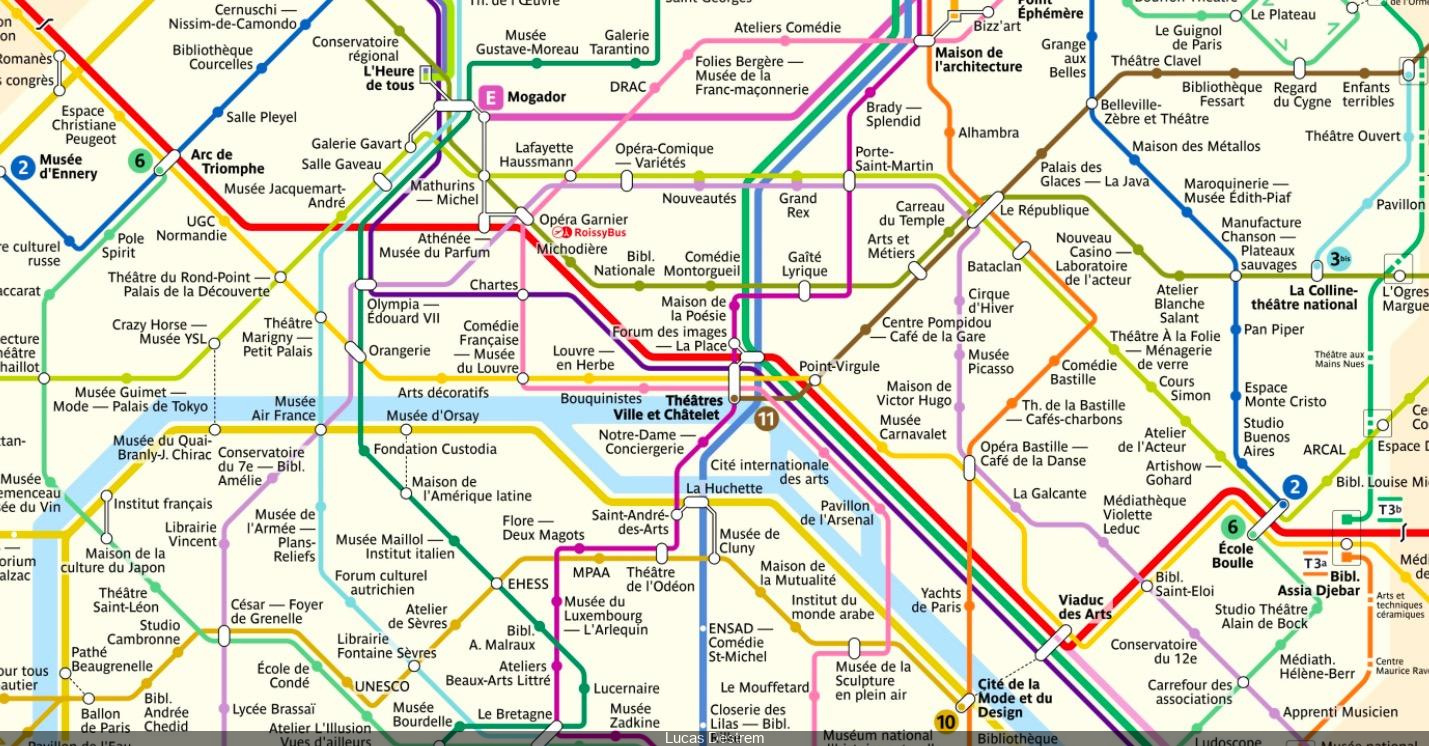 Cernuschi —
Nissim-de-Camondo
Th. de l'Œuvre
Saint-Georges
Ateliers Comédie
Point
Éphémère
Bizz'art
Le Plateau
Le Guignol
de Paris
Conservatoire
régional
Musée
Gustave-Moreau
Galerie
Tarantino
Folies Bergère —
Musée de la
Franc-maçonnerie
DRAC
Maison de
l'architecture
Grange
aux
Belles
Théâtre Clavel
Bibliothèque
Courcelles
L'Heure
de tous
Romanès
s congrès
E Mogador
Brady —
Splendid
Belleville-
Zèbre et Théâtre
Bibliothèque
Fessart
Regard
du Cygne
Enfants
terribles
Espace
Christiane
Peugeot
Salle Pleyel
Galerie Gavart
Salle Gaveau
Lafayette
Haussmann
Opéra-Comique
— Variétés
Alhambra
Maison des Métallos
Théâtre Ouvert
2 Musée
d'Ennery
6 Arc de
Triomphe
Musée Jacquemart-
André
Mathurins
— Michel
Porte-
Saint-Martin
Palais des
Glaces — La Java
Nouveautés
Grand
Rex
Maroquinerie —
Musée Édith-Piaf
Pavillon
UGC
Normandie
Opéra Garnier
RoissyBus
Carreau
du Temple
Le République
Manufacture
Chanson —
Plateaux
sauvages
re culturel
russe
Pole
Spirit
Athénée —
Musée du Parfum
Michodière
Bibl.
Nationale
Comédie
Montorgueil
Gaîté
Lyrique
Arts et
Métiers
Bataclan
Nouveau
Casino —
Laboratoire
de l'acteur
3bis
Théâtre du Rond-Point —
Palais de la Découverte
Chartes
accarat
Olympia —
Édouard VII
Maison de
la Poésie
Cirque
d'Hiver
Atelier
Blanche
Salant
La Colline-
théâtre national
L'Ogres
Margue
Crazy Horse —
Musée YSL
Théâtre
Marigny —
Petit Palais
Comédie
Française
— Musée
du Louvre
Forum des images
— La Place
Centre Pompidou
— Café de la Gare
Théâtre À la Folie
— Ménagerie
de verre
Pan Piper
ecture
héâtre
haillot
Orangerie
Louvre —
en Herbe
Point-Virgule
Musée
Picasso
Comédie
Bastille
Théâtre aux
Mains Nues
Musée Guimet —
Mode — Palais de Tokyo
Arts décoratifs
Bouquinistes
Théâtres
Ville et Châtelet
11
Maison de
Victor Hugo
Cours
Simon
Espace
Monte Cristo
Musée
Air France
Musée d'Orsay
Musée
Carnavalet
Th. de la Bastille
— Cafés-charbons
Studio
Buenos
Aires
Musée du Quai-
Branly-J. Chirac
Conservatoire
du 7e — Bibl.
Amélie
Fondation Custodia
Notre-Dame —
Conciergerie
Opéra Bastille —
Café de la Danse
Atelier
de l'Acteur
ARCAL
Espace D
Cité internationale
des arts
Artishow —
Gohard
Bibl. Louise Mi
Musée
emenceau
sée du Vin
Institut français
Maison de
l'Amérique latine
La Huchette
La Galcante
2
Saint-André-
des-Arts
Pavillon
de l'Arsenal
Médiathèque
Violette
Leduc
T3b
Librairie
Vincent
Musée de
l'Armée —
Plans-
Reliefs
Flore —
Deux Magots
Musée de
Cluny
6
École
Boulle
Maison de la
culture du Japon
Musée Maillol —
Institut italien
MPAA
Théâtre
de l'Odéon
Maison de
la Mutualité
T3a
Bibl.
Assia Djebar
Forum culturel
autrichien
EHESS
Bibl.
Saint-Eloi
Théâtre
Saint-Léon
César — Foyer
de Grenelle
Atelier
de Sèvres
Musée du
Luxembourg
— L'Arlequin
Institut du
monde arabe
Yachts
de Paris
Viaduc
des Arts
Arts et
techniques
céramiques
Studio
Cambronne
Studio Théâtre
Alain de Bock
Bibl.
A. Malraux
ENSAD —
Comédie
St-Michel
Pathé
Beaugrenelle
Librairie
Fontaine Sèvres
Conservatoire
du 12e
École de
Condé
UNESCO
Ateliers
Beaux-Arts Littré
Musée de la
Sculpture
en plein air
Médiath.
Hélène-Berr
Lucernaire
Le Mouffetard
Cité de la
Mode et du
Design
Carrefour des
associations
Ballon
de Paris
Bibl.
André
Chedid
Lycée Brassaï
Musée
Bourdelle
Le Bretagne
Musée
Zadkine
Closerie des
Lilas — Bibl.
10
Apprenti Musicien
Atelier L'Illusion
Vues d'ailleurs
Muséum national
Bibliothèque
Lucas Destrem